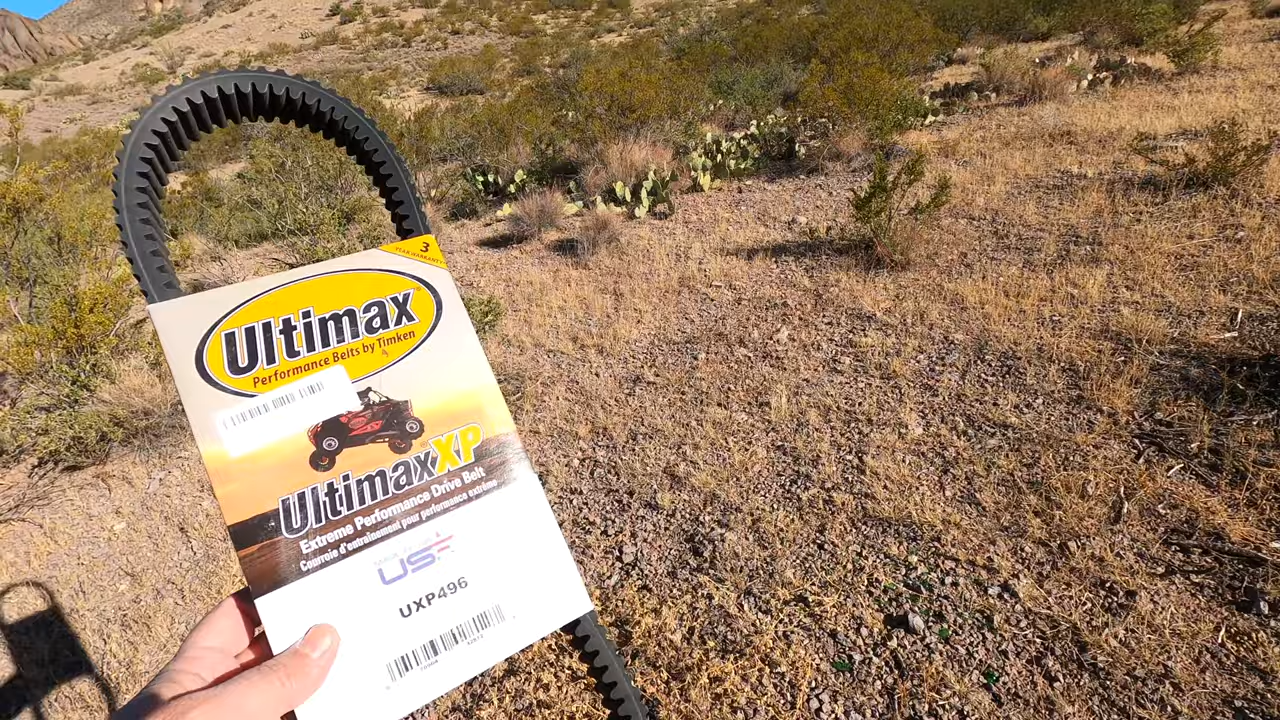 3
YEAR WARRANTY
Ultimax
Performance Belts by Timken
UltimaxXP
Extreme Performance Drive Belt
Courroie d'entrainement pour performance extrême
USA
UXP496